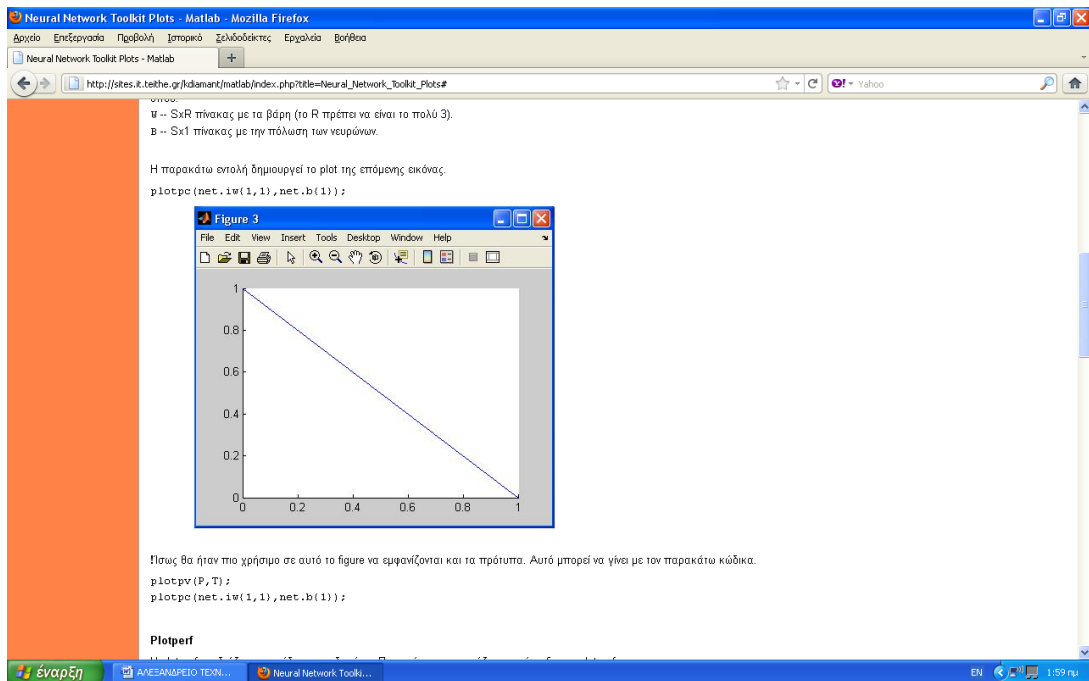 Neural Network Toolkit Plots - Matlab - Mozilla Firefox
Αρχείο Επεξεργασία Προβολή Ιστορικό Σελιδοδείκτες Εργαλεία Βοήθεια
Neural Network Toolkit Plots - Matlab
http://sites.it.teithe.gr/kdiamant/matlab/index.php?title=Neural_Network_Toolkit_Plots#
Yahoo
W -- SxR πίνακας με τα βάρη (το R πρέπει να είναι το πολύ 3).
B -- Sx1 πίνακας με την πόλωση των νευρώνων.
Η παρακάτω εντολή δημιουργεί το plot της επόμενης εικόνας.
plotpc(net.iw{1,1},net.b{1});
Figure 3
File Edit View Insert Tools Desktop Window Help
1
0.8
0.6
0.4
0.2
0
0 0.2 0.4 0.6 0.8 1
!Ίσως θα ήταν πιο χρήσιμο σε αυτό το figure να εμφανίζονται και τα πρότυπα. Αυτό μπορεί να γίνει με τον παρακάτω κώδικα.
plotpv(P,T);
plotpc(net.iw{1,1},net.b{1});
Plotperf
έναρξη
ΑΛΕΞΑΝΔΡΕΙΟ ΤΕΧΝ...
Neural Network Toolki...
EN
1:59 πμ